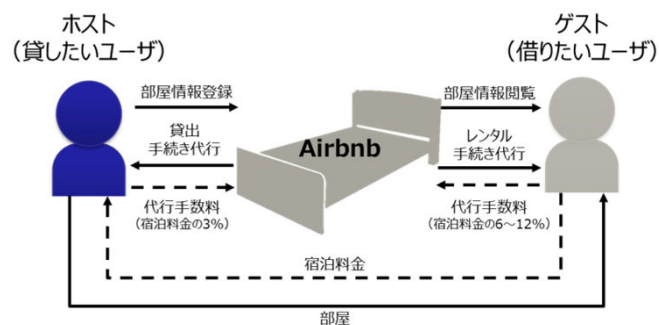 ホスト
（貸したいユーザ）
ゲスト
（借りたいユーザ）
部屋情報登録
部屋情報閲覧
貸出
手続き代行
Airbnb
レンタル
手続き代行
代行手数料
（宿泊料金の3%）
代行手数料
（宿泊料金の6～12%）
宿泊料金
部屋